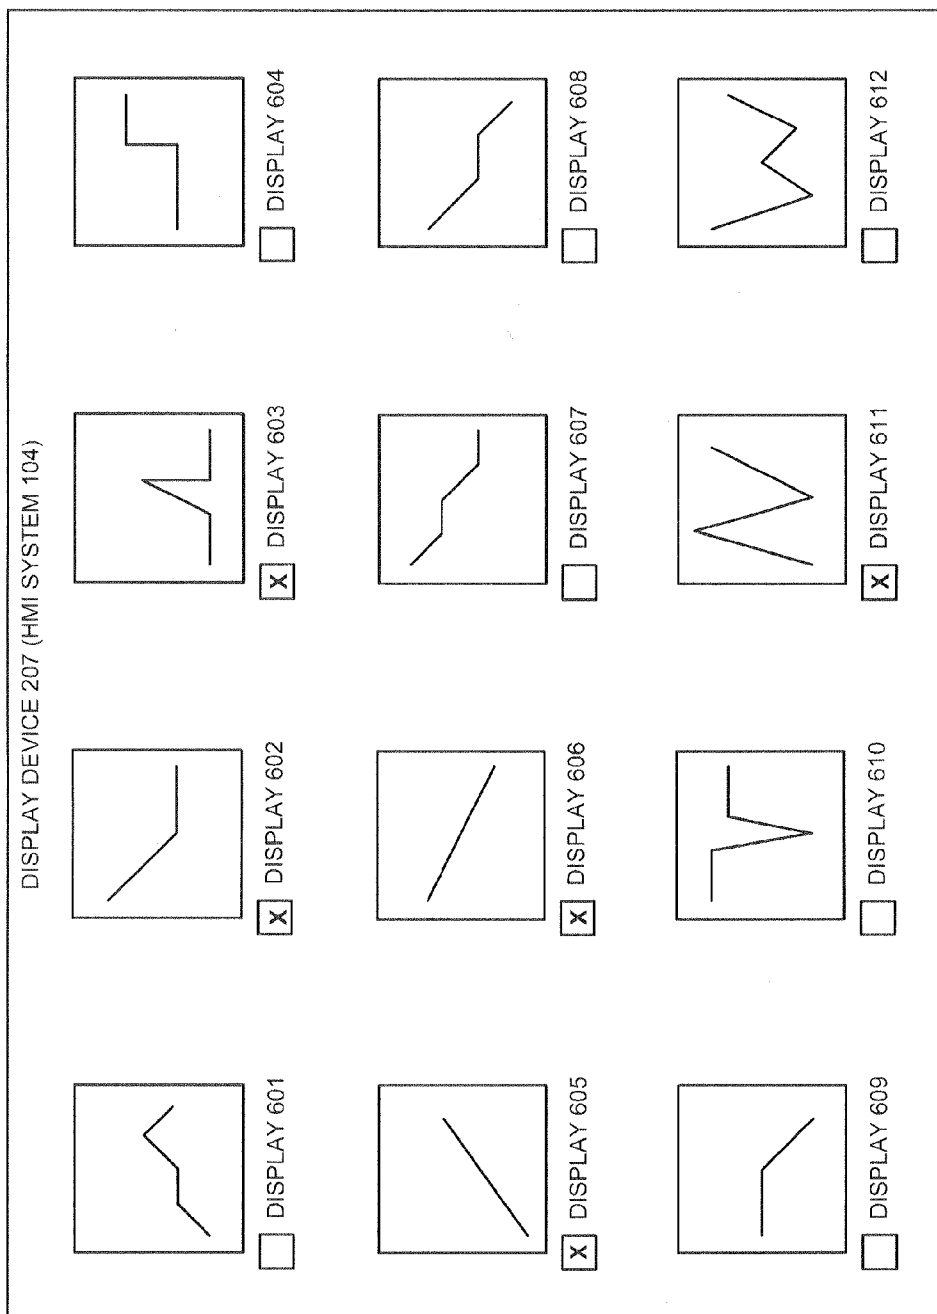 DISPLAY DEVICE 207 (HMI SYSTEM 104)
DISPLAY 601
X DISPLAY 602
X DISPLAY 603
DISPLAY 604
X DISPLAY 605
X DISPLAY 606
DISPLAY 607
DISPLAY 608
DISPLAY 609
DISPLAY 610
X DISPLAY 611
DISPLAY 612